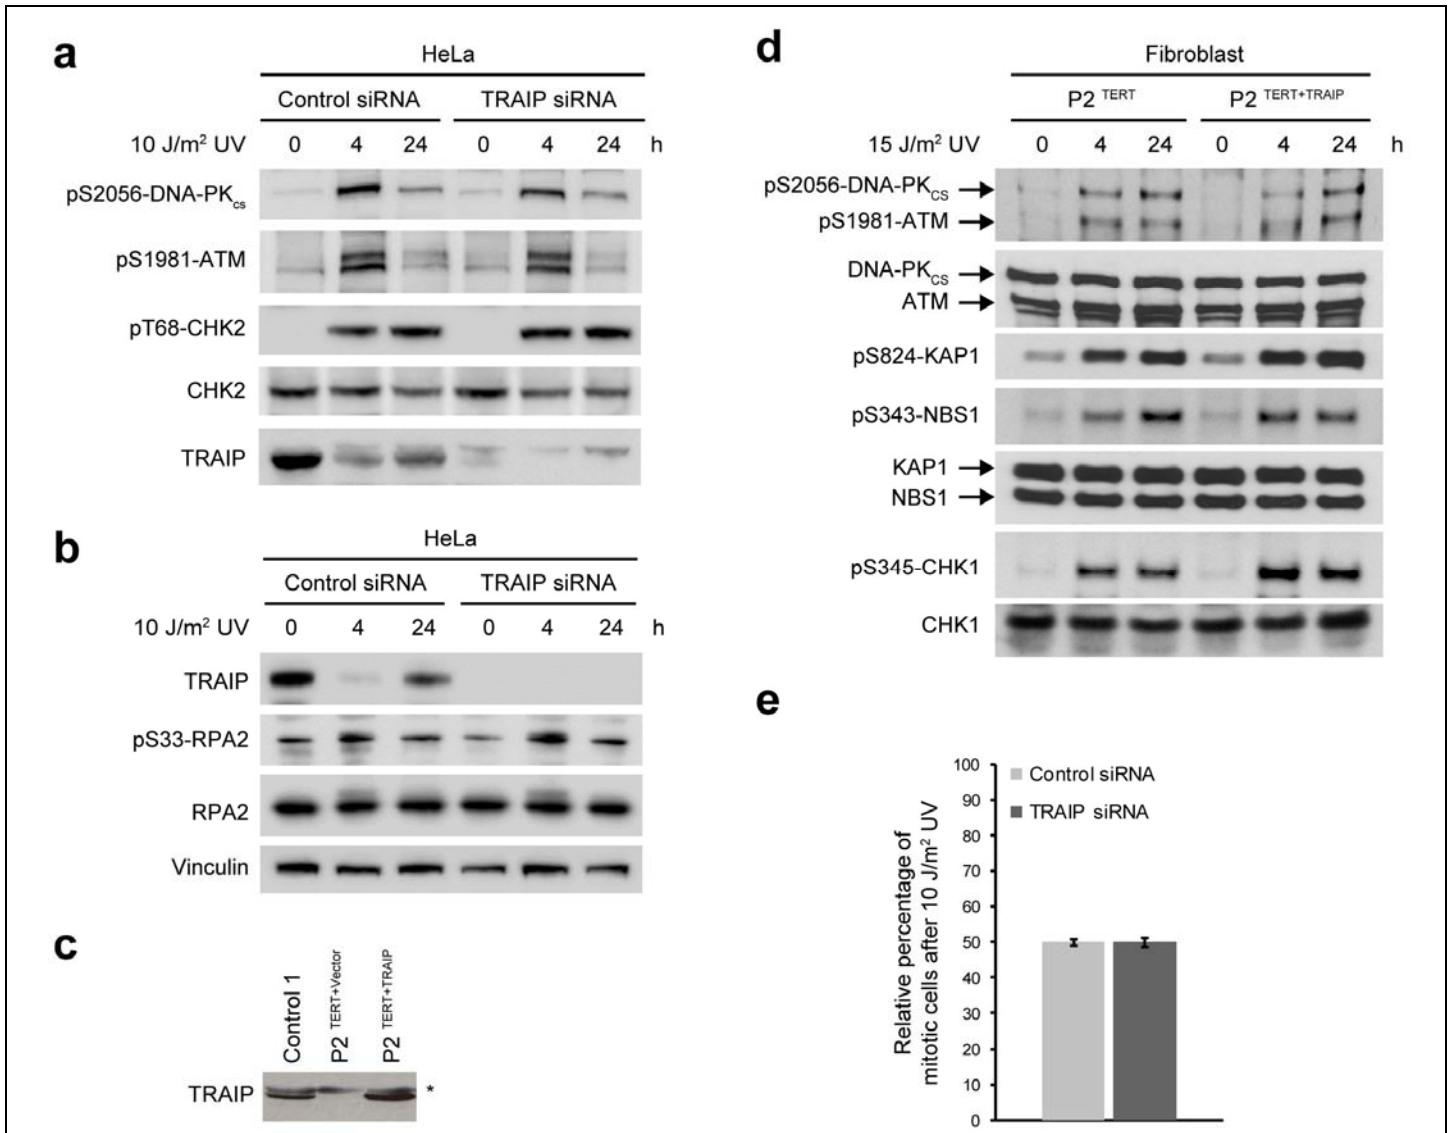 a
HeLa
Control siRNA TRAIP siRNA
10 J/m² UV 0 4 24 0 4 24 h
pS2056-DNA-PKcs
pS1981-ATM
pT68-CHK2
CHK2
TRAIP
b
HeLa
Control siRNA TRAIP siRNA
10 J/m² UV 0 4 24 0 4 24 h
TRAIP
pS33-RPA2
RPA2
Vinculin
c
Control 1
P2 TERT+Vector
P2 TERT+TRAIP
TRAIP *
d
Fibroblast
P2 TERT P2 TERT+TRAIP
15 J/m² UV 0 4 24 0 4 24 h
pS2056-DNA-PKCS
pS1981-ATM
DNA-PKCS
ATM
pS824-KAP1
pS343-NBS1
KAP1
NBS1
pS345-CHK1
CHK1
e
Relative percentage of
mitotic cells after 10 J/m² UV
100
90
80
70
60
50
40
30
20
10
0
Control siRNA
TRAIP siRNA